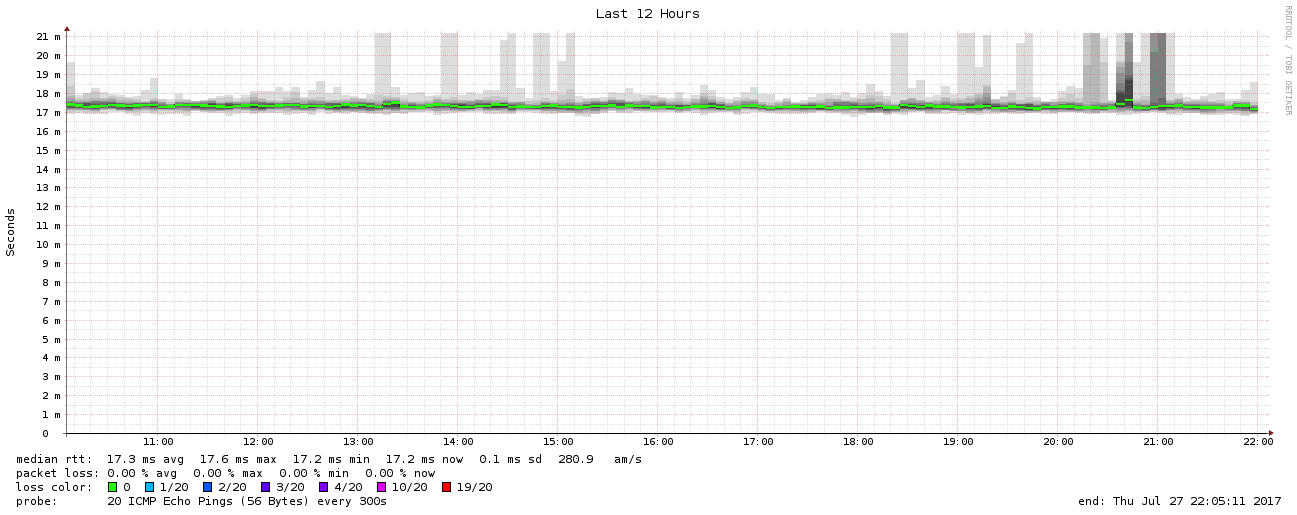 Last 12 Hours
RRDTOOL / TOBI OETIKER
Seconds
21 m
20 m
19 m
18 m
17 m
16 m
15 m
14 m
13 m
12 m
11 m
10 m
9 m
8 m
7 m
6 m
5 m
4 m
3 m
2 m
1 m
0
11:00 12:00 13:00 14:00 15:00 16:00 17:00 18:00 19:00 20:00 21:00 22:00
median rtt: 17.3 ms avg 17.6 ms max 17.2 ms min 17.2 ms now 0.1 ms sd 280.9 am/s
packet loss: 0.00 % avg 0.00 % max 0.00 % min 0.00 % now
loss color: 0 1/20 2/20 3/20 4/20 10/20 19/20
probe: 20 ICMP Echo Pings (56 Bytes) every 300s end: Thu Jul 27 22:05:11 2017